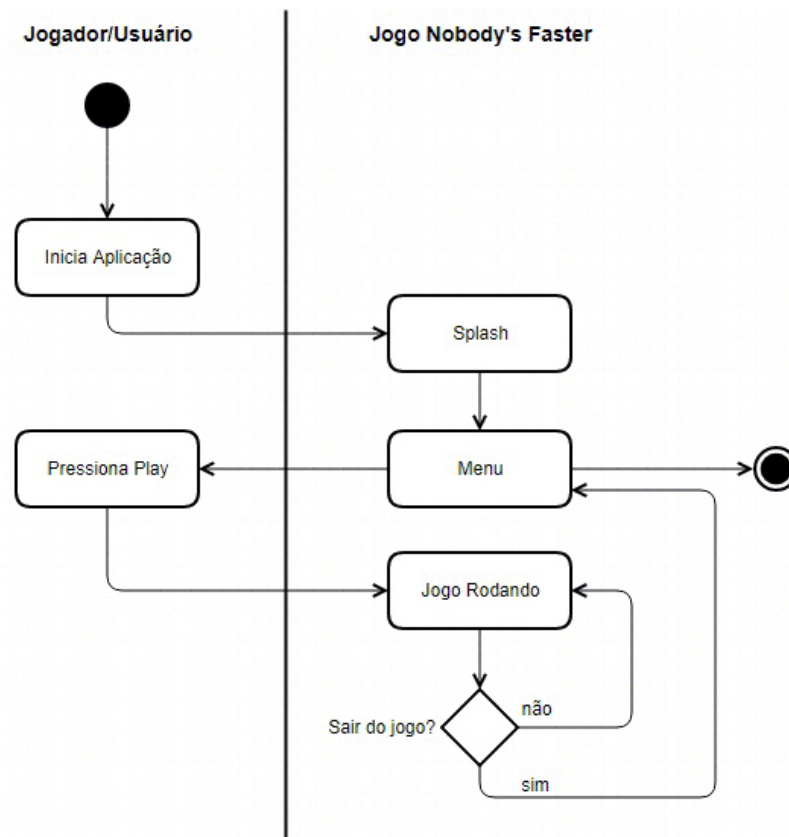 Jogador/Usuário
Jogo Nobody's Faster
Inicia Aplicação
Splash
Pressiona Play
Menu
Jogo Rodando
Sair do jogo?
não
sim